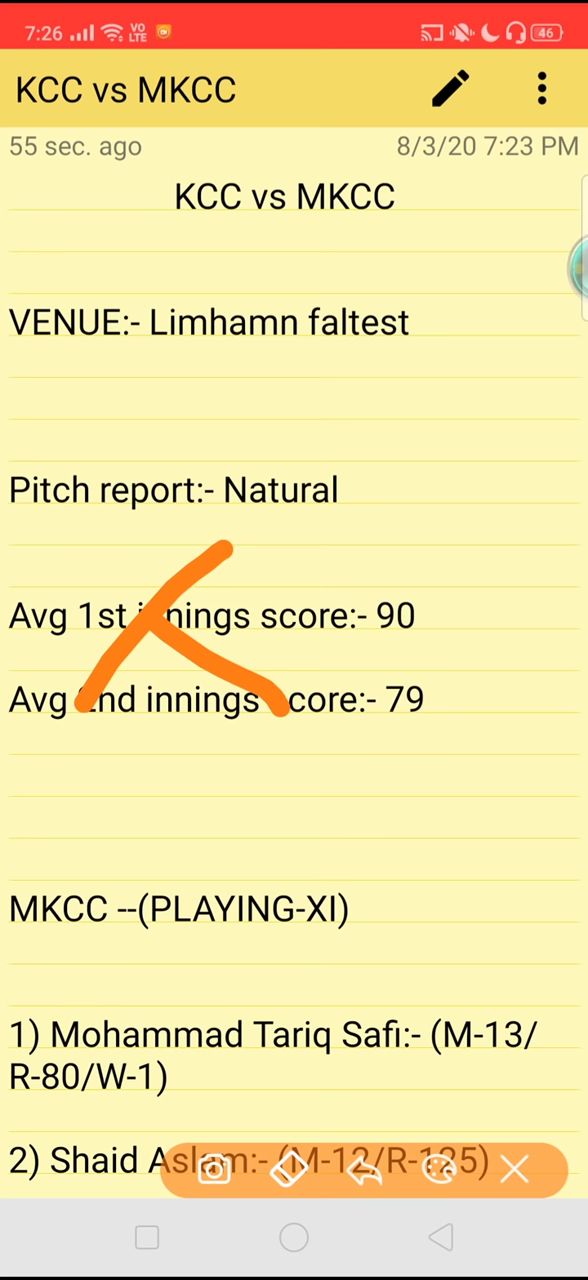 7:26 VO LTE 46
KCC vs MKCC
55 sec. ago 8/3/20 7:23 PM
KCC vs MKCC
VENUE:- Limhamn faltest
Pitch report:- Natural
Avg 1st innings score:- 90
Avg 2nd innings score:- 79
MKCC --(PLAYING-XI)
1) Mohammad Tariq Safi:- (M-13/
R-80/W-1)
2) Shaid Aslam:- (M-12/R-125)